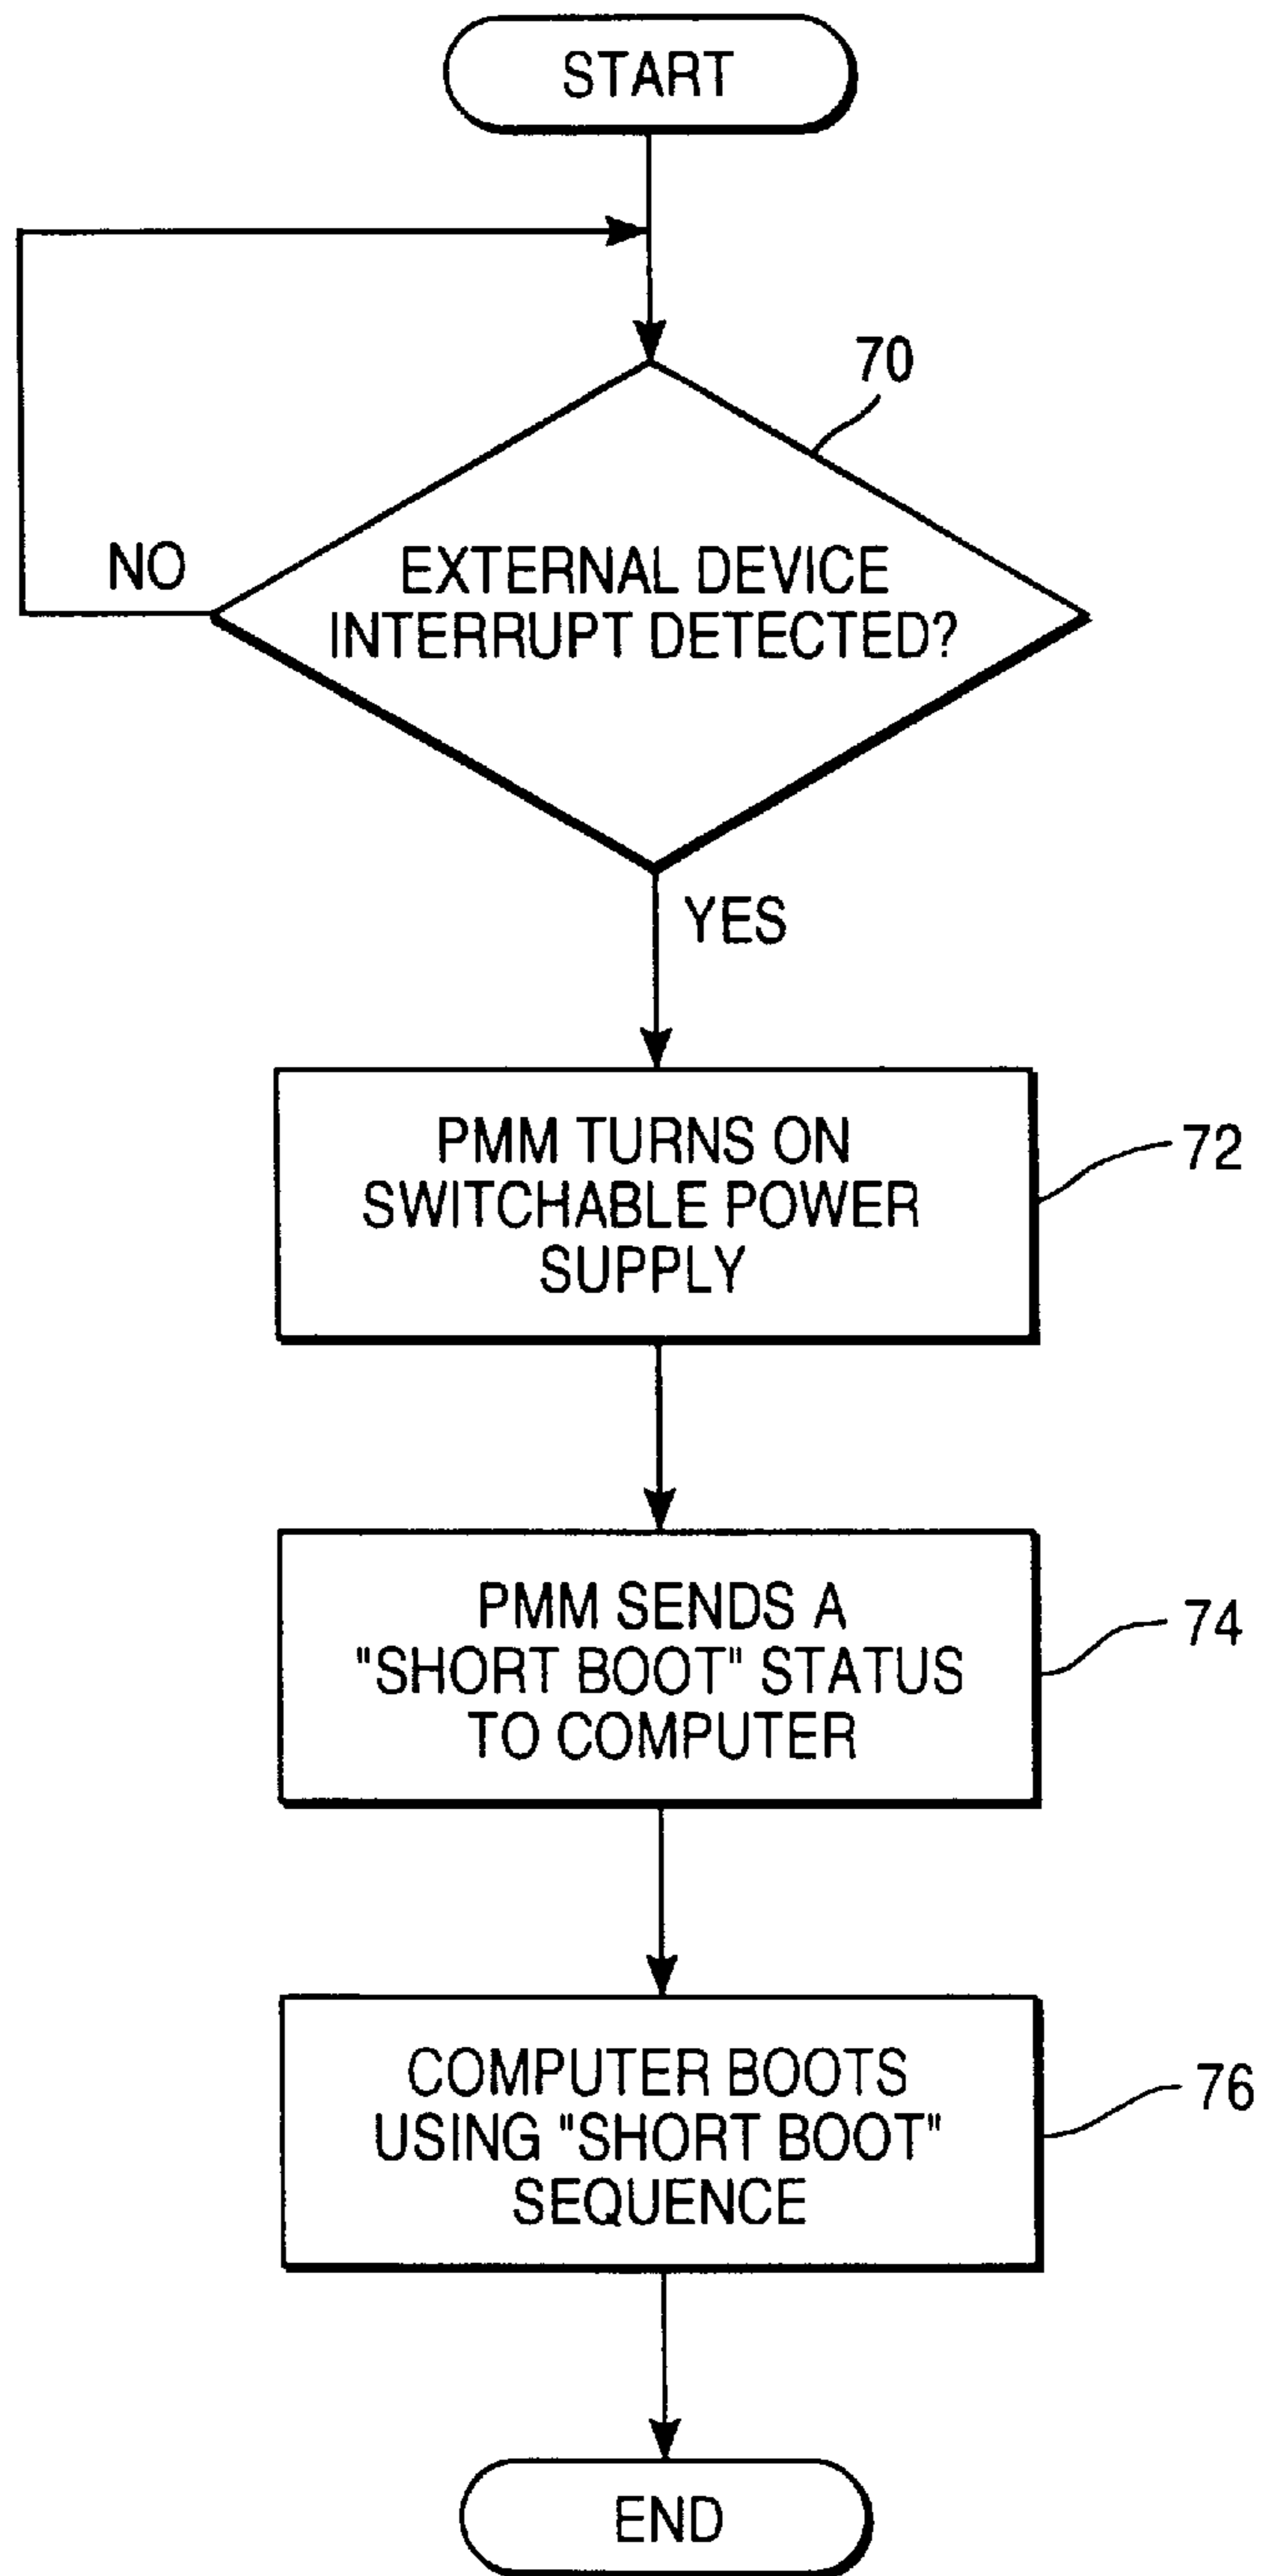 START
70
NO
EXTERNAL DEVICE
INTERRUPT DETECTED?
YES
PMM TURNS ON
SWITCHABLE POWER
SUPPLY
72
PMM SENDS A
"SHORT BOOT" STATUS
TO COMPUTER
74
COMPUTER BOOTS
USING "SHORT BOOT"
SEQUENCE
76
END